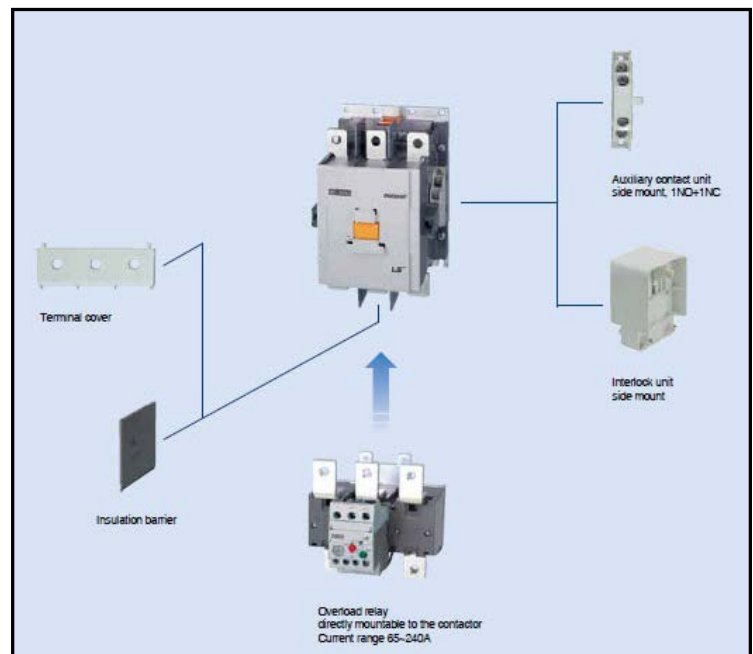 Auxiliary contact unit
side mount, 1NO+1NC
LS
Terminal cover
Interlock unit
side mount
Insulation barrier
Overload relay
directly mountable to the contactor
Current range 65~240A